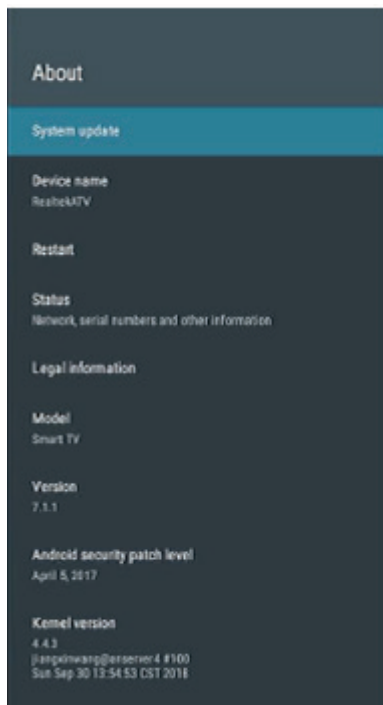 About
System update
Device name
RealtekATV
Restart
Status
Network, serial numbers and other information
Legal information
Model
Smart TV
Version
7.1.1
Android security patch level
April 5, 2017
Kernel version
4.4.3
jiangxinwang@enserver4 #100
Sun Sep 30 13:54:53 CST 2018